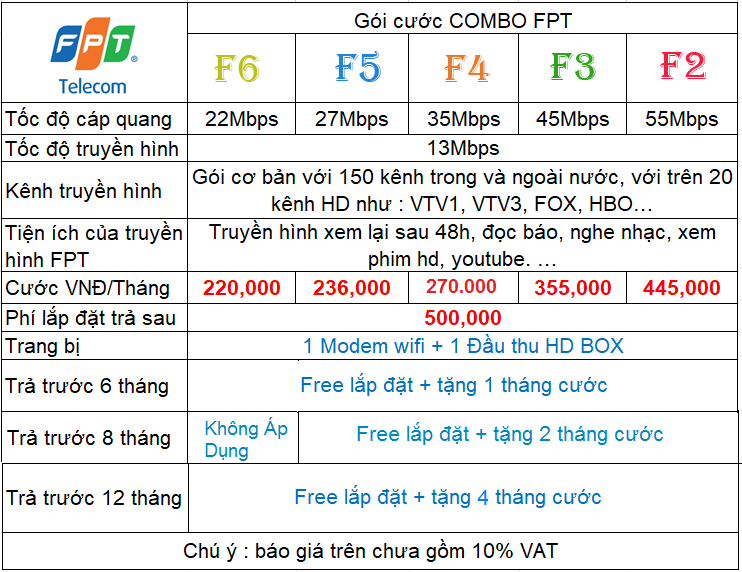 Gói cước COMBO FPT
FPT
Telecom
F6 F5 F4 F3 F2
Tốc độ cáp quang 22Mbps 27Mbps 35Mbps 45Mbps 55Mbps
Tốc độ truyền hình 13Mbps
Kênh truyền hình
Gói cơ bản với 150 kênh trong và ngoài nước, với trên 20
kênh HD như : VTV1, VTV3, FOX, HBO…
Tiện ích của truyền
hình FPT
Truyền hình xem lại sau 48h, đọc báo, nghe nhạc, xem
phim hd, youtube. …
Cước VNĐ/Tháng 220,000 236,000 270.000 355,000 445,000
Phí lắp đặt trả sau 500,000
Trang bị 1 Modem wifi + 1 Đầu thu HD BOX
Trả trước 6 tháng Free lắp đặt + tặng 1 tháng cước
Trả trước 8 tháng
Không Áp
Dụng
Free lắp đặt + tặng 2 tháng cước
Trả trước 12 tháng Free lắp đặt + tặng 4 tháng cước
Chú ý : báo giá trên chưa gồm 10% VAT